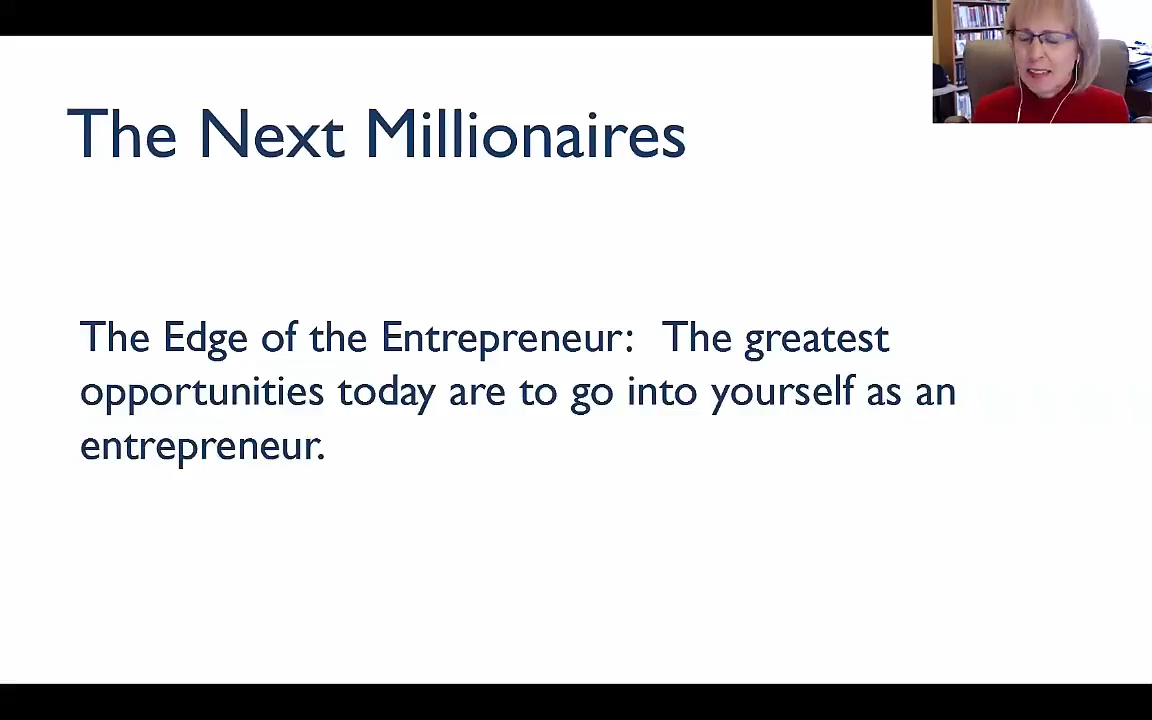 The Next Millionaires
The Edge of the Entrepreneur:  The greatest
opportunities today are to go into yourself as an
entrepreneur.